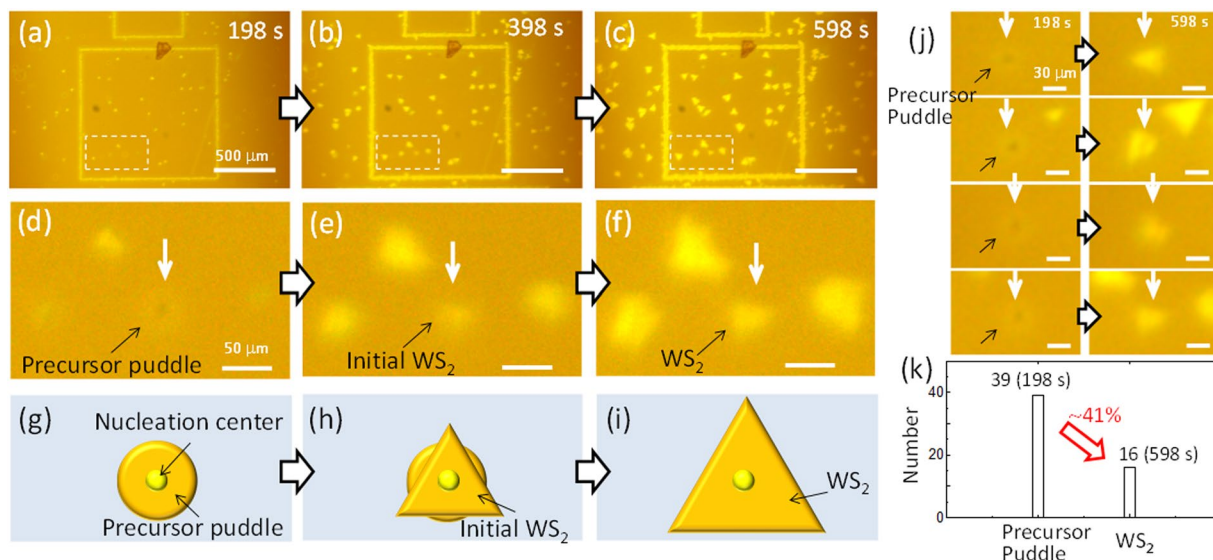 (a)
198 s
500 μm
(b)
398 s
(c)
598 s
(d)
Precursor puddle
50 μm
(e)
Initial WS2
(f)
WS2
(g)
Nucleation center
Precursor puddle
(h)
Initial WS2
(i)
WS2
(j)
198 s
598 s
30 μm
Precursor
Puddle
(k)
39 (198 s)
~41%
16 (598 s)
Number
40
20
0
Precursor
Puddle
WS2